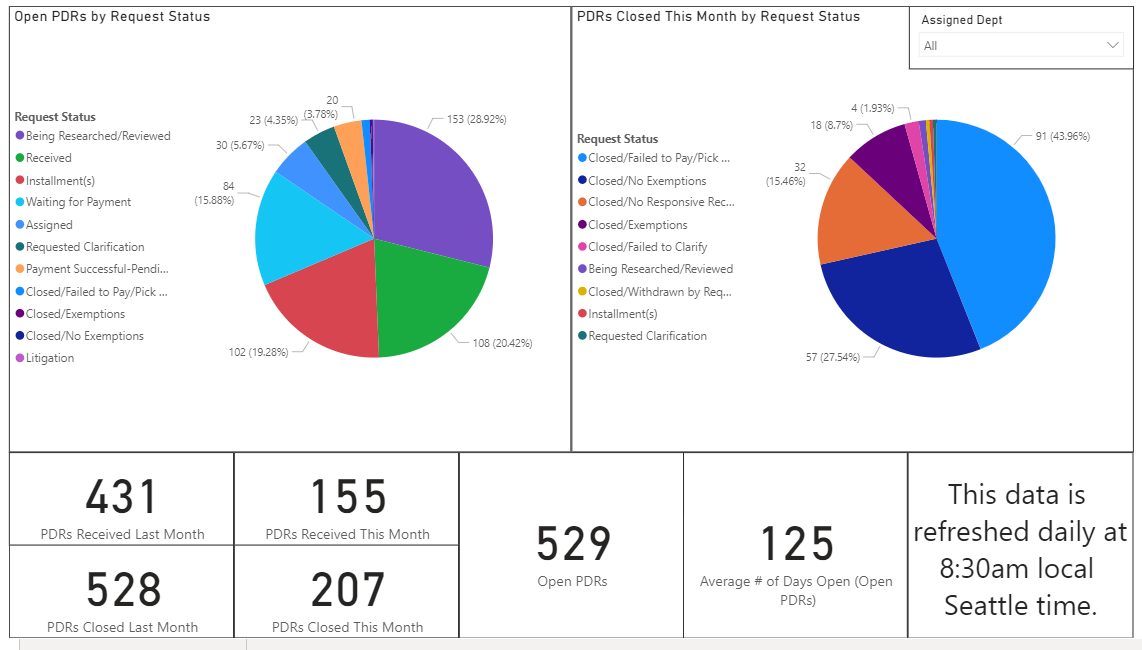 Open PDRs by Request Status
Request Status
Being Researched/Reviewed
Received
Installment(s)
Waiting for Payment
Assigned
Requested Clarification
Payment Successful-Pendi...
Closed/Failed to Pay/Pick ...
Closed/Exemptions
Closed/No Exemptions
Litigation
153 (28.92%)
108 (20.42%)
102 (19.28%)
84
(15.88%)
30 (5.67%)
23 (4.35%)
20
(3.78%)
PDRs Closed This Month by Request Status
Assigned Dept
All
Request Status
Closed/Failed to Pay/Pick ...
Closed/No Exemptions
Closed/No Responsive Rec...
Closed/Exemptions
Closed/Failed to Clarify
Being Researched/Reviewed
Closed/Withdrawn by Req...
Installment(s)
Requested Clarification
91 (43.96%)
57 (27.54%)
32
(15.46%)
18 (8.7%)
4 (1.93%)
431
PDRs Received Last Month
155
PDRs Received This Month
528
PDRs Closed Last Month
207
PDRs Closed This Month
529
Open PDRs
125
Average # of Days Open (Open
PDRs)
This data is
refreshed daily at
8:30am local
Seattle time.